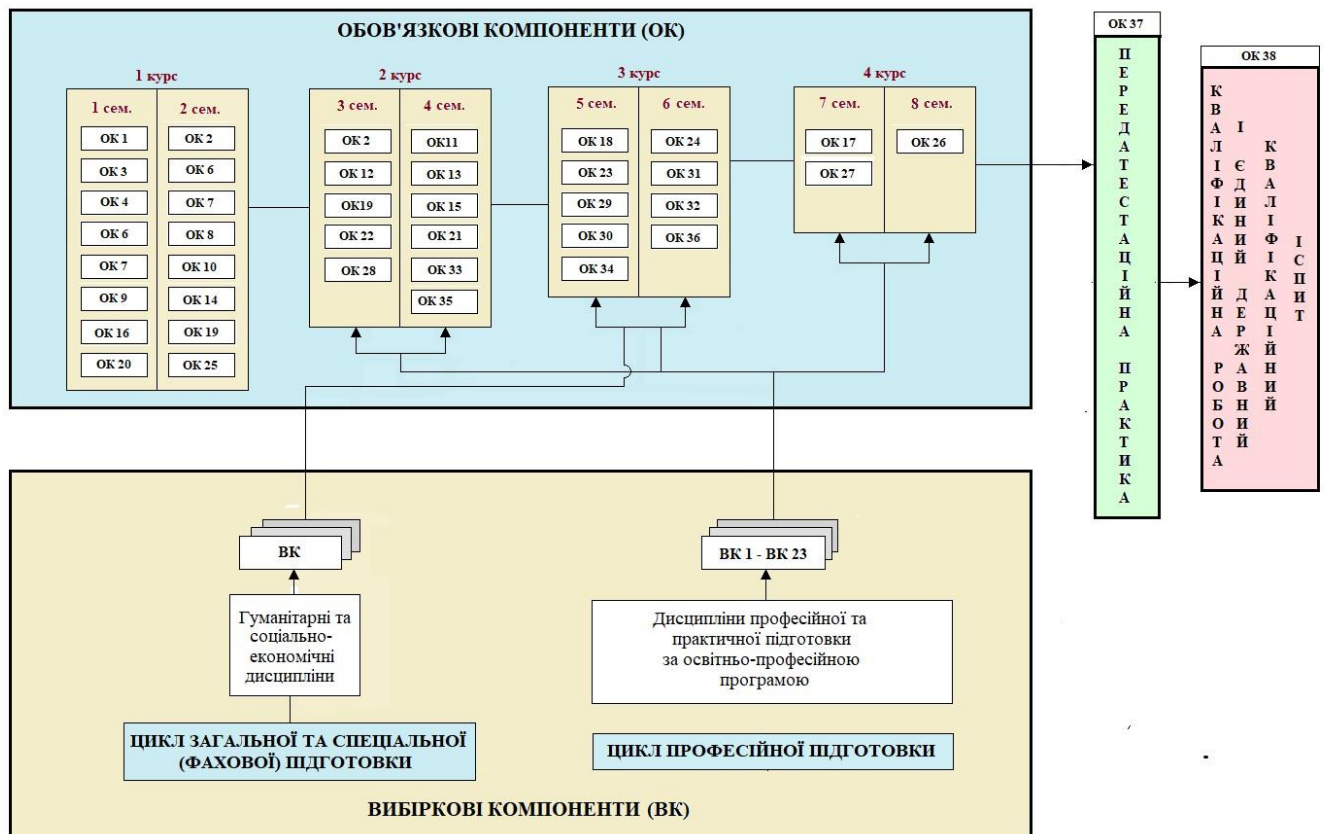 ОБОВ'ЯЗКОВІ КОМПОНЕНТИ (ОК)
1 курс
1 сем.
ОК 1
ОК 3
ОК 4
ОК 6
ОК 7
ОК 9
ОК 16
ОК 20
2 сем.
ОК 2
ОК 6
ОК 7
ОК 8
ОК 10
ОК 14
ОК 19
ОК 25
2 курс
3 сем.
ОК 2
ОК 12
ОК19
ОК 22
ОК 28
4 сем.
ОК11
ОК 13
ОК 15
ОК 21
ОК 33
ОК 35
3 курс
5 сем.
ОК 18
ОК 23
ОК 29
ОК 30
ОК 34
6 сем.
ОК 24
ОК 31
ОК 32
ОК 36
4 курс
7 сем.
ОК 17
ОК 27
8 сем.
ОК 26
ОК 37
ПЕРЕДАТЕСТАЦІЙНА ПРАКТИКА
ОК 38
КВАЛІФІКАЦІЙНА РОБОТА
І ЄДИНИЙ ДЕРЖАВНИЙ
КВАЛІФІКАЦІЙНИЙ
ІСПИТ
ВК
Гуманітарні та
соціально-
економічні
дисципліни
ЦИКЛ ЗАГАЛЬНОЇ ТА СПЕЦІАЛЬНОЇ
(ФАХОВОЇ) ПІДГОТОВКИ
ВК 1 - ВК 23
Дисципліни професійної та
практичної підготовки
за освітньо-професійною
програмою
ЦИКЛ ПРОФЕСІЙНОЇ ПІДГОТОВКИ
ВИБІРКОВІ КОМПОНЕНТИ (ВК)